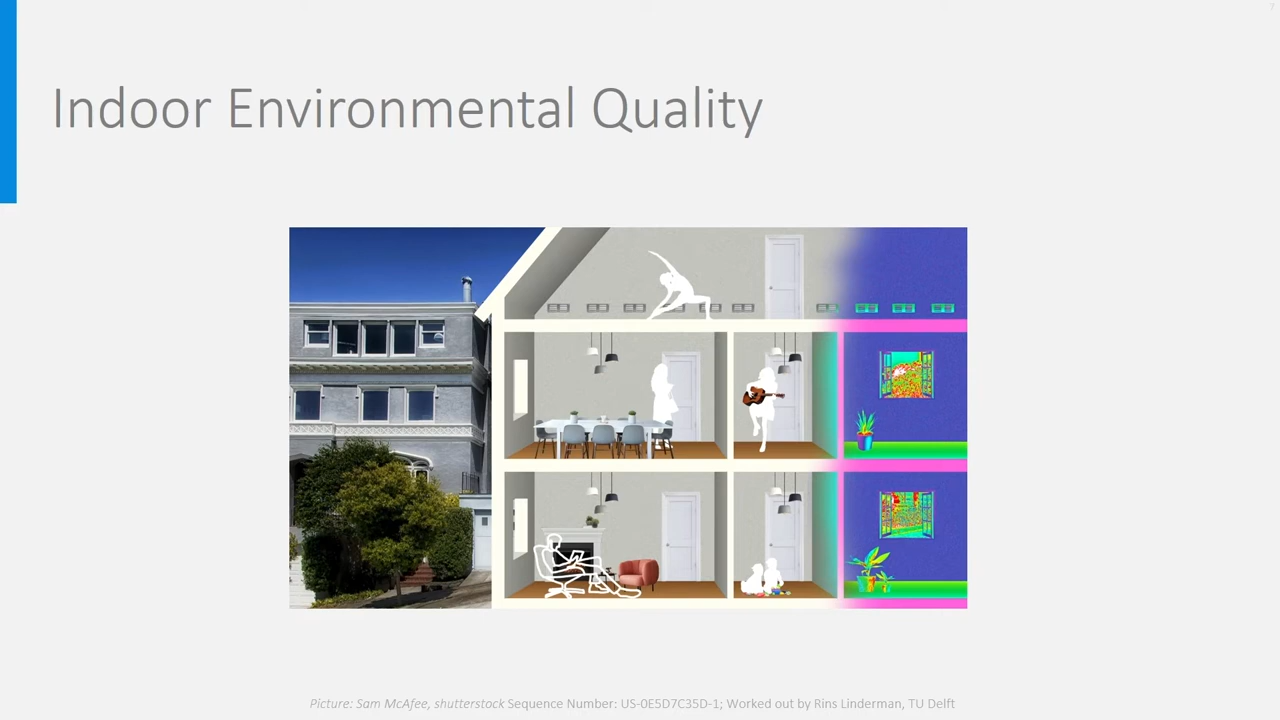 7
Indoor Environmental Quality
Picture: Sam McAfee, shutterstock Sequence Number: US-0E5D7C35D-1; Worked out by Rins Linderman, TU Delft